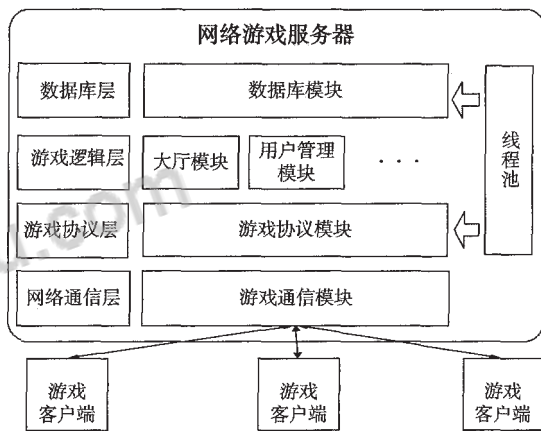 网络游戏服务器
数据库层
数据库模块
游戏逻辑层
大厅模块
用户管理
模块
· · ·
线
程
池
游戏协议层
游戏协议模块
网络通信层
游戏通信模块
游戏
客户端
游戏
客户端
游戏
客户端
u.com